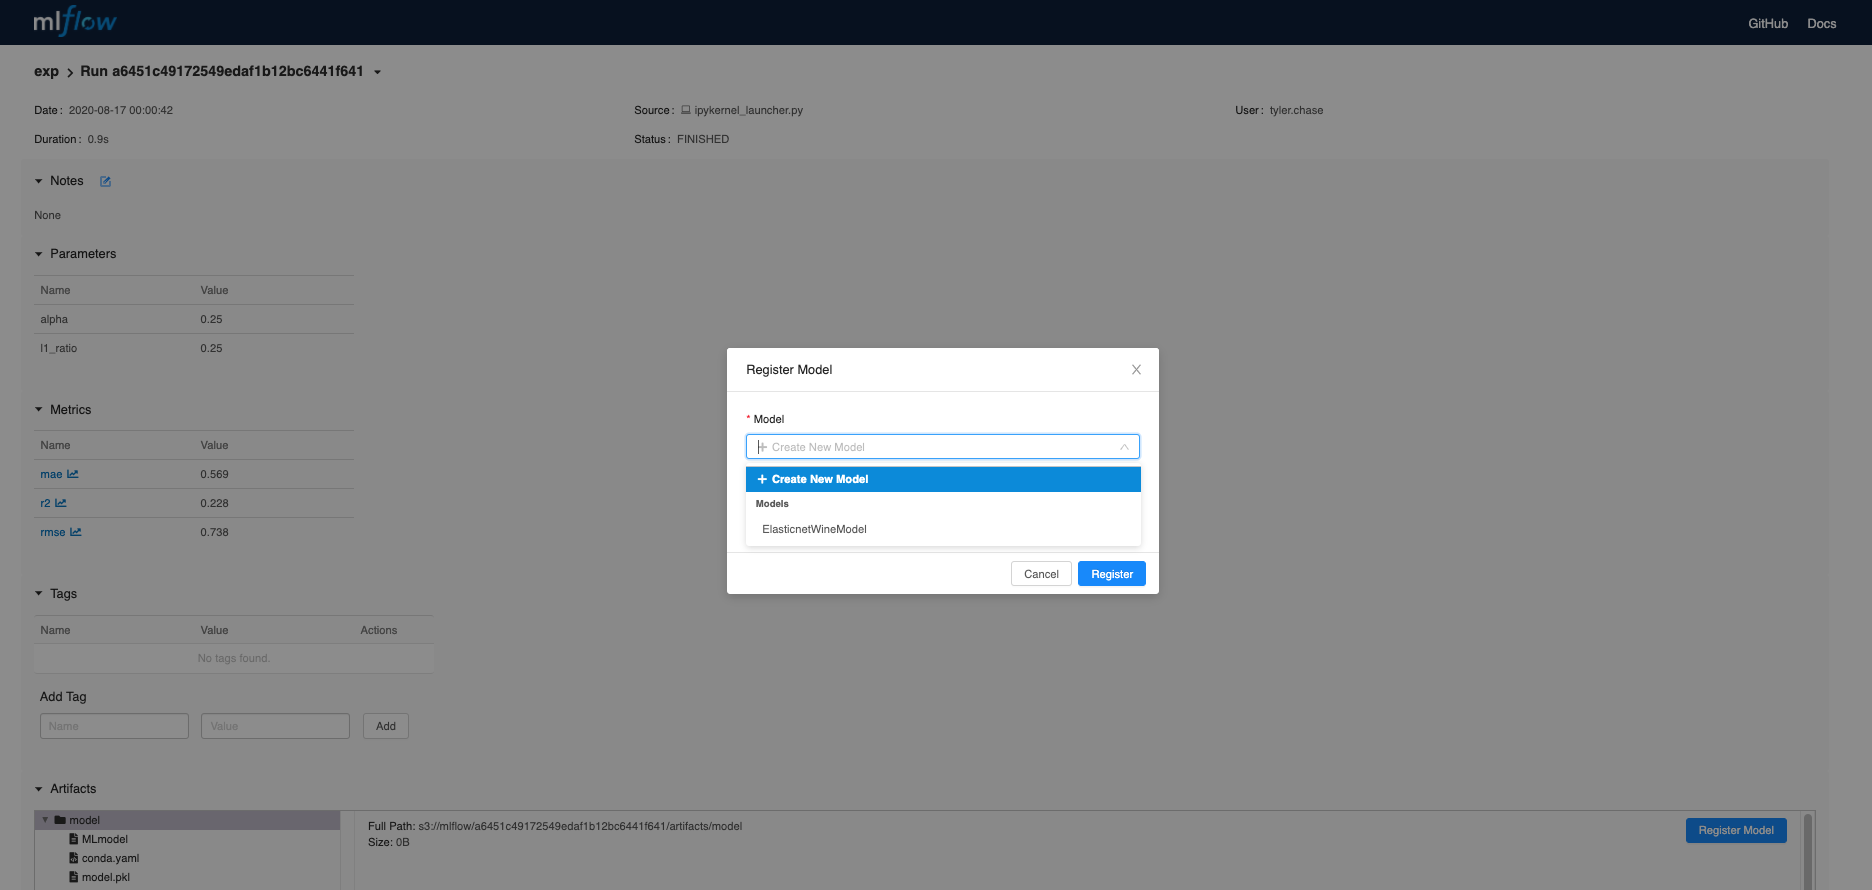 mlflow
GitHub Docs
exp > Run a6451c49172549edaf1b12bc6441f641
Date : 2020-08-17 00:00:42
Source : ipykernel_launcher.py
User : tyler.chase
Duration : 0.9s
Status : FINISHED
Notes
None
Parameters
Name Value
alpha 0.25
l1_ratio 0.25
Metrics
Name Value
mae 0.569
r2 0.228
rmse 0.738
Tags
Name Value Actions
No tags found.
Add Tag
Name Value Add
Artifacts
model
MLmodel
conda.yaml
model.pkl
Full Path: s3://mlflow/a6451c49172549edaf1b12bc6441f641/artifacts/model
Size: 0B
Register Model
Register Model
* Model
+ Create New Model
+ Create New Model
Models
ElasticnetWineModel
Cancel Register